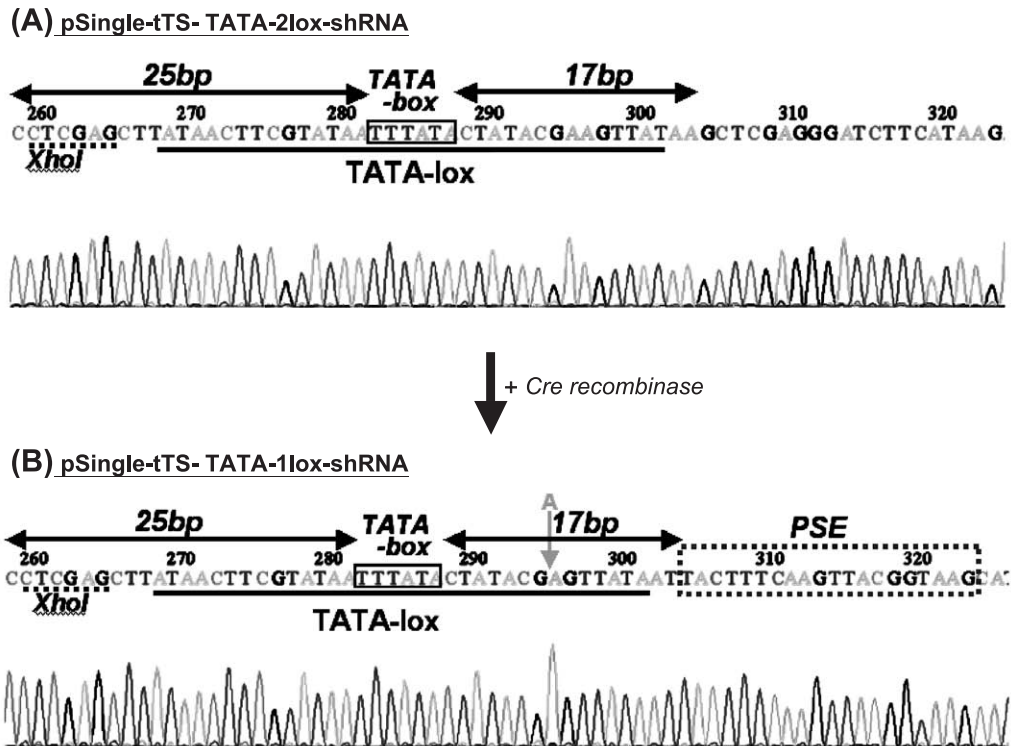 (A) pSingle-tTS- TATA-2lox-shRNA
25bp TATA -box 17bp
260 270 280 290 300 310 320
CCTCGAGCTTATAACTTCGTATAATTTATACTATACGAAGTTATAAGCTCGAGGGATCTTCATAAG
XhoI TATA-lox
+ Cre recombinase
(B) pSingle-tTS- TATA-1lox-shRNA
A
25bp TATA -box 17bp PSE
260 270 280 290 300 310 320
CCTCGAGCTTATAACTTCGTATAATTTATACTATACGAGTTATAATTACTTTCAAGTTACGGTAAGCA
XhoI TATA-lox